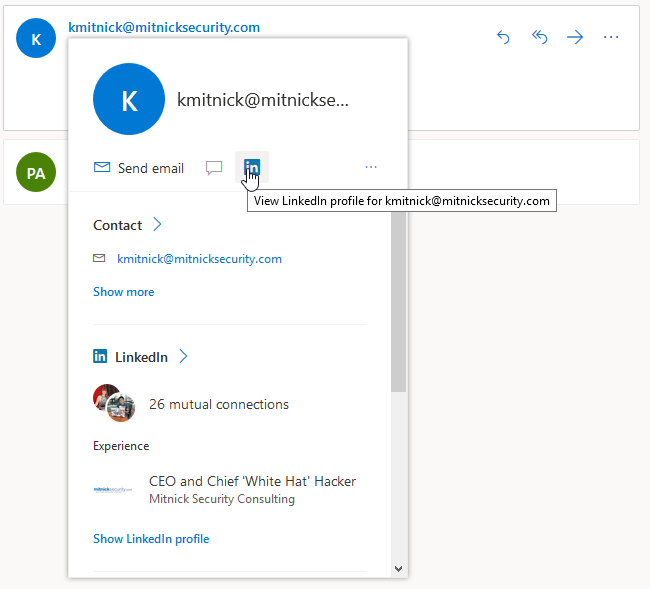 K
kmitnick@mitnicksecurity.com
K
kmitnick@mitnickse...
Send email
in
PA
View LinkedIn profile for kmitnick@mitnicksecurity.com
Contact
kmitnick@mitnicksecurity.com
Show more
in LinkedIn
26 mutual connections
Experience
CEO and Chief 'White Hat' Hacker
mitnicksecurity
Mitnick Security Consulting
Show LinkedIn profile